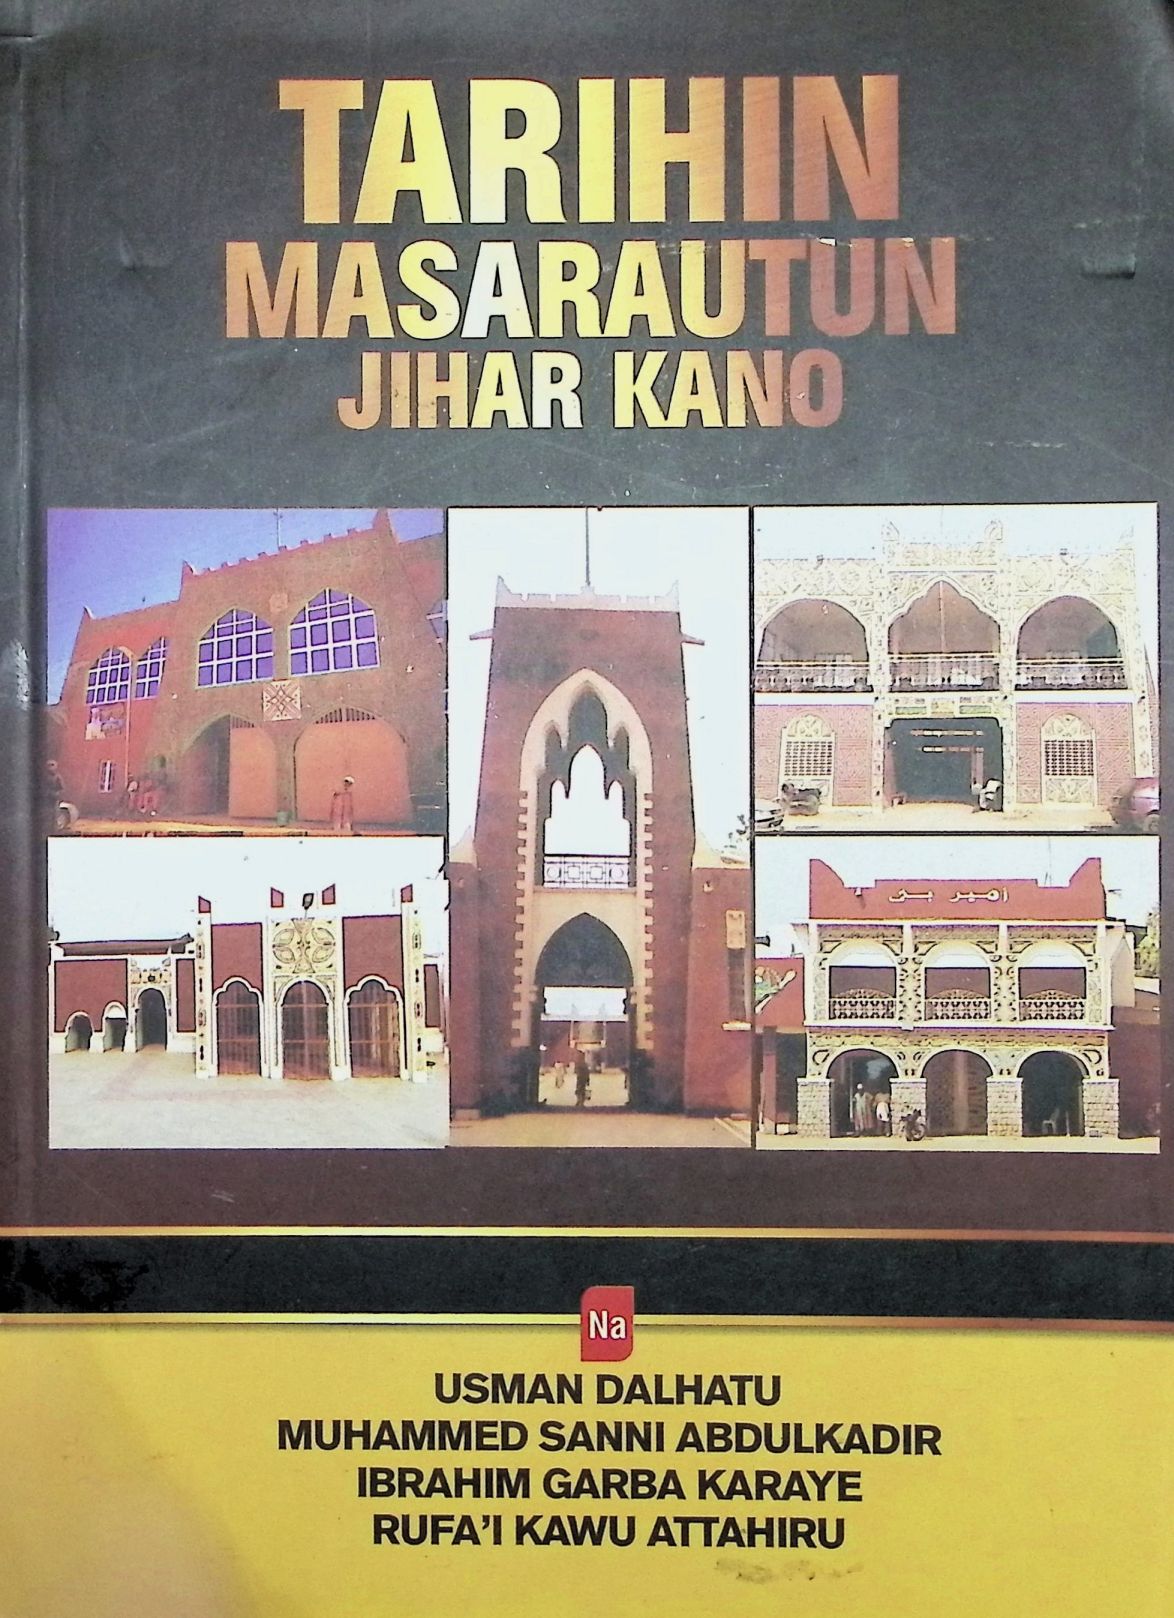 TARIHIN
MASARAUTUN
JIHAR KANO
Na
USMAN DALHATU
MUHAMMED SANNI ABDULKADIR
IBRAHIM GARBA KARAYE
RUFA'I KAWU ATTAHIRU